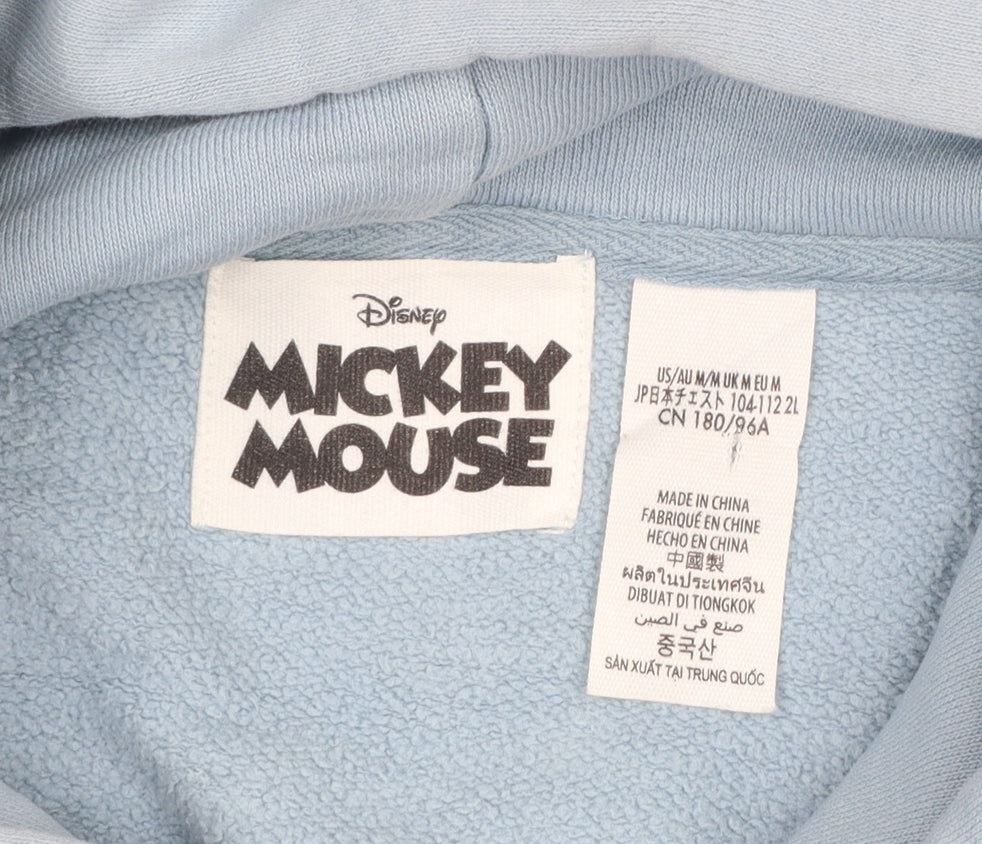 Disney
MICKEY
MOUSE
US/AU M/M UK M EU M
JP日本チエスト 104-112 2L
CN 180/96A
MADE IN CHINA
FABRIQUÉ EN CHINE
HECHO EN CHINA
中國製
ผลิตในประเทศจีน
DIBUAT DI TIONGKOK
صنع في الصين
중국산
SẢN XUẤT TẠI TRUNG QUỐC